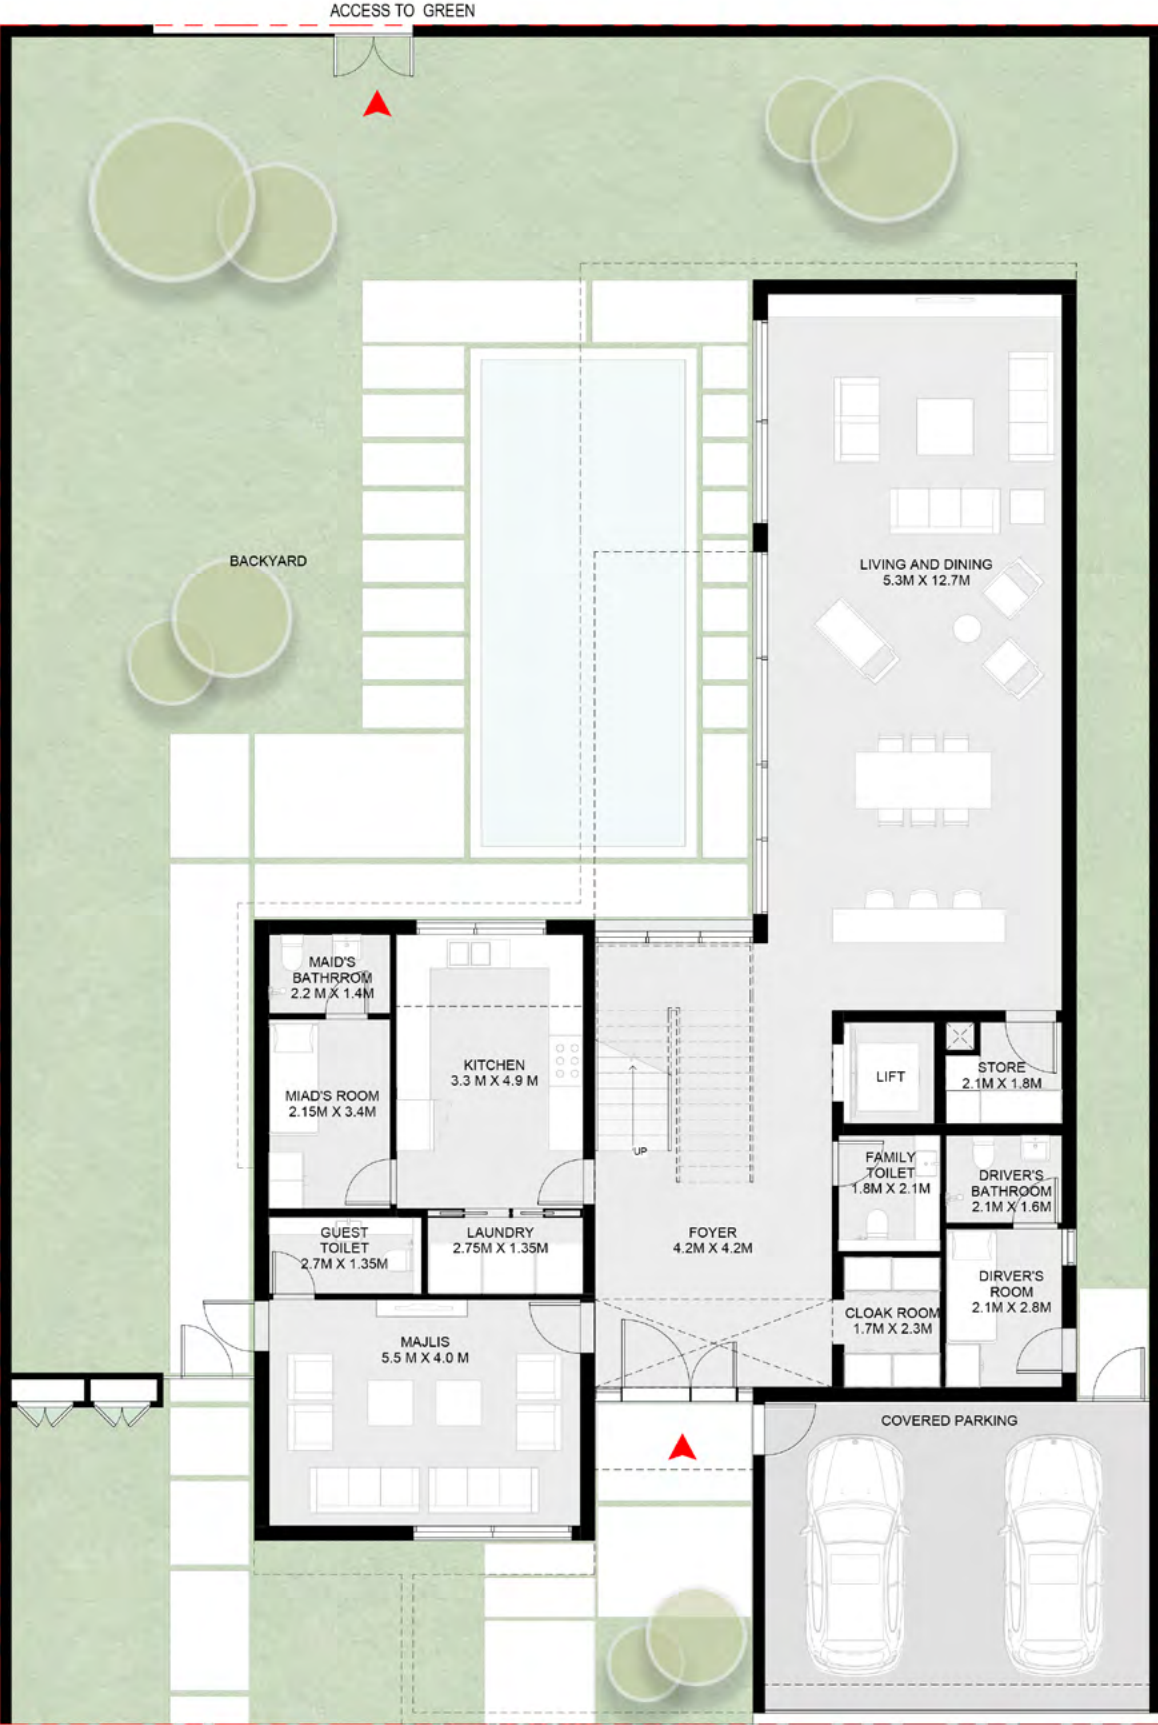 ACCESS TO GREEN
BACKYARD
LIVING AND DINING
5.3M X 12.7M
MAID'S
BATHRROM
2.2 M X 1.4M
KITCHEN
3.3 M X 4.9 M
MIAD'S ROOM
2.15M X 3.4M
LIFT
STORE
2.1M X 1.8M
UP
FAMILY
TOILET
1.8M X 2.1M
DRIVER'S
BATHROOM
2.1M X 1.6M
GUEST
TOILET
2.7M X 1.35M
LAUNDRY
2.75M X 1.35M
FOYER
4.2M X 4.2M
DIRVER'S
ROOM
2.1M X 2.8M
CLOAK ROOM
1.7M X 2.3M
MAJLIS
5.5 M X 4.0 M
COVERED PARKING